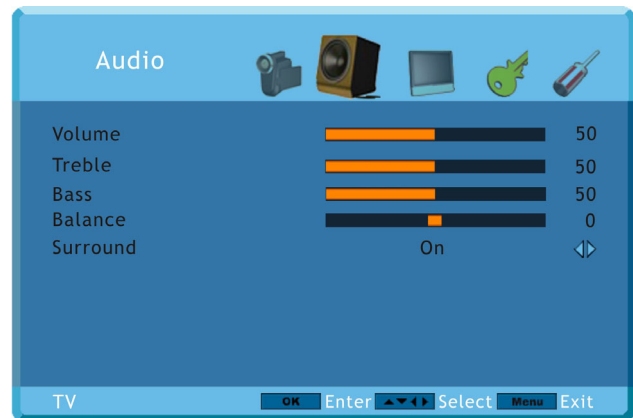 Audio
Volume 50
Treble 50
Bass 50
Balance 0
Surround On
TV OK Enter Select Menu Exit